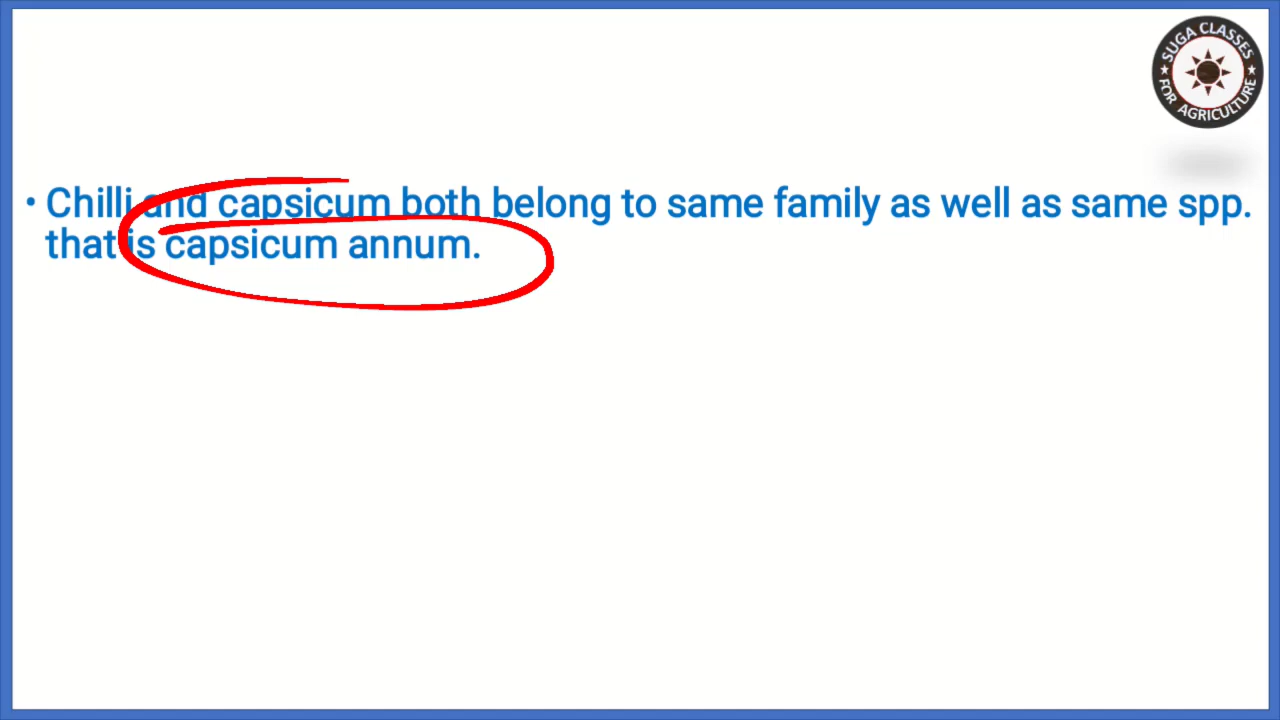 SUGA CLASSES
FOR AGRICULTURE
• Chilli and capsicum both belong to same family as well as same spp.
that is capsicum annum.